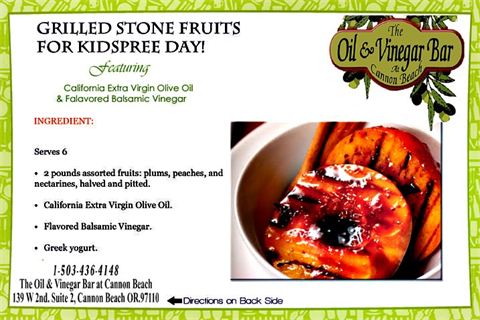 GRILLED STONE FRUITS
FOR KIDSPREE DAY!
Featuring
California Extra Virgin Olive Oil
& Falavored Balsamic Vinegar
The
Oil & Vinegar Bar
At
Cannon Beach
INGREDIENT:
Serves 6
• 2 pounds assorted fruits: plums, peaches, and
nectarines, halved and pitted.
• California Extra Virgin Olive Oil.
• Flavored Balsamic Vinegar.
• Greek yogurt.
1-503-436-4148
The Oil & Vinegar Bar at Cannon Beach
139 W 2nd. Suite 2, Cannon Beach OR.97110
Directions on Back Side